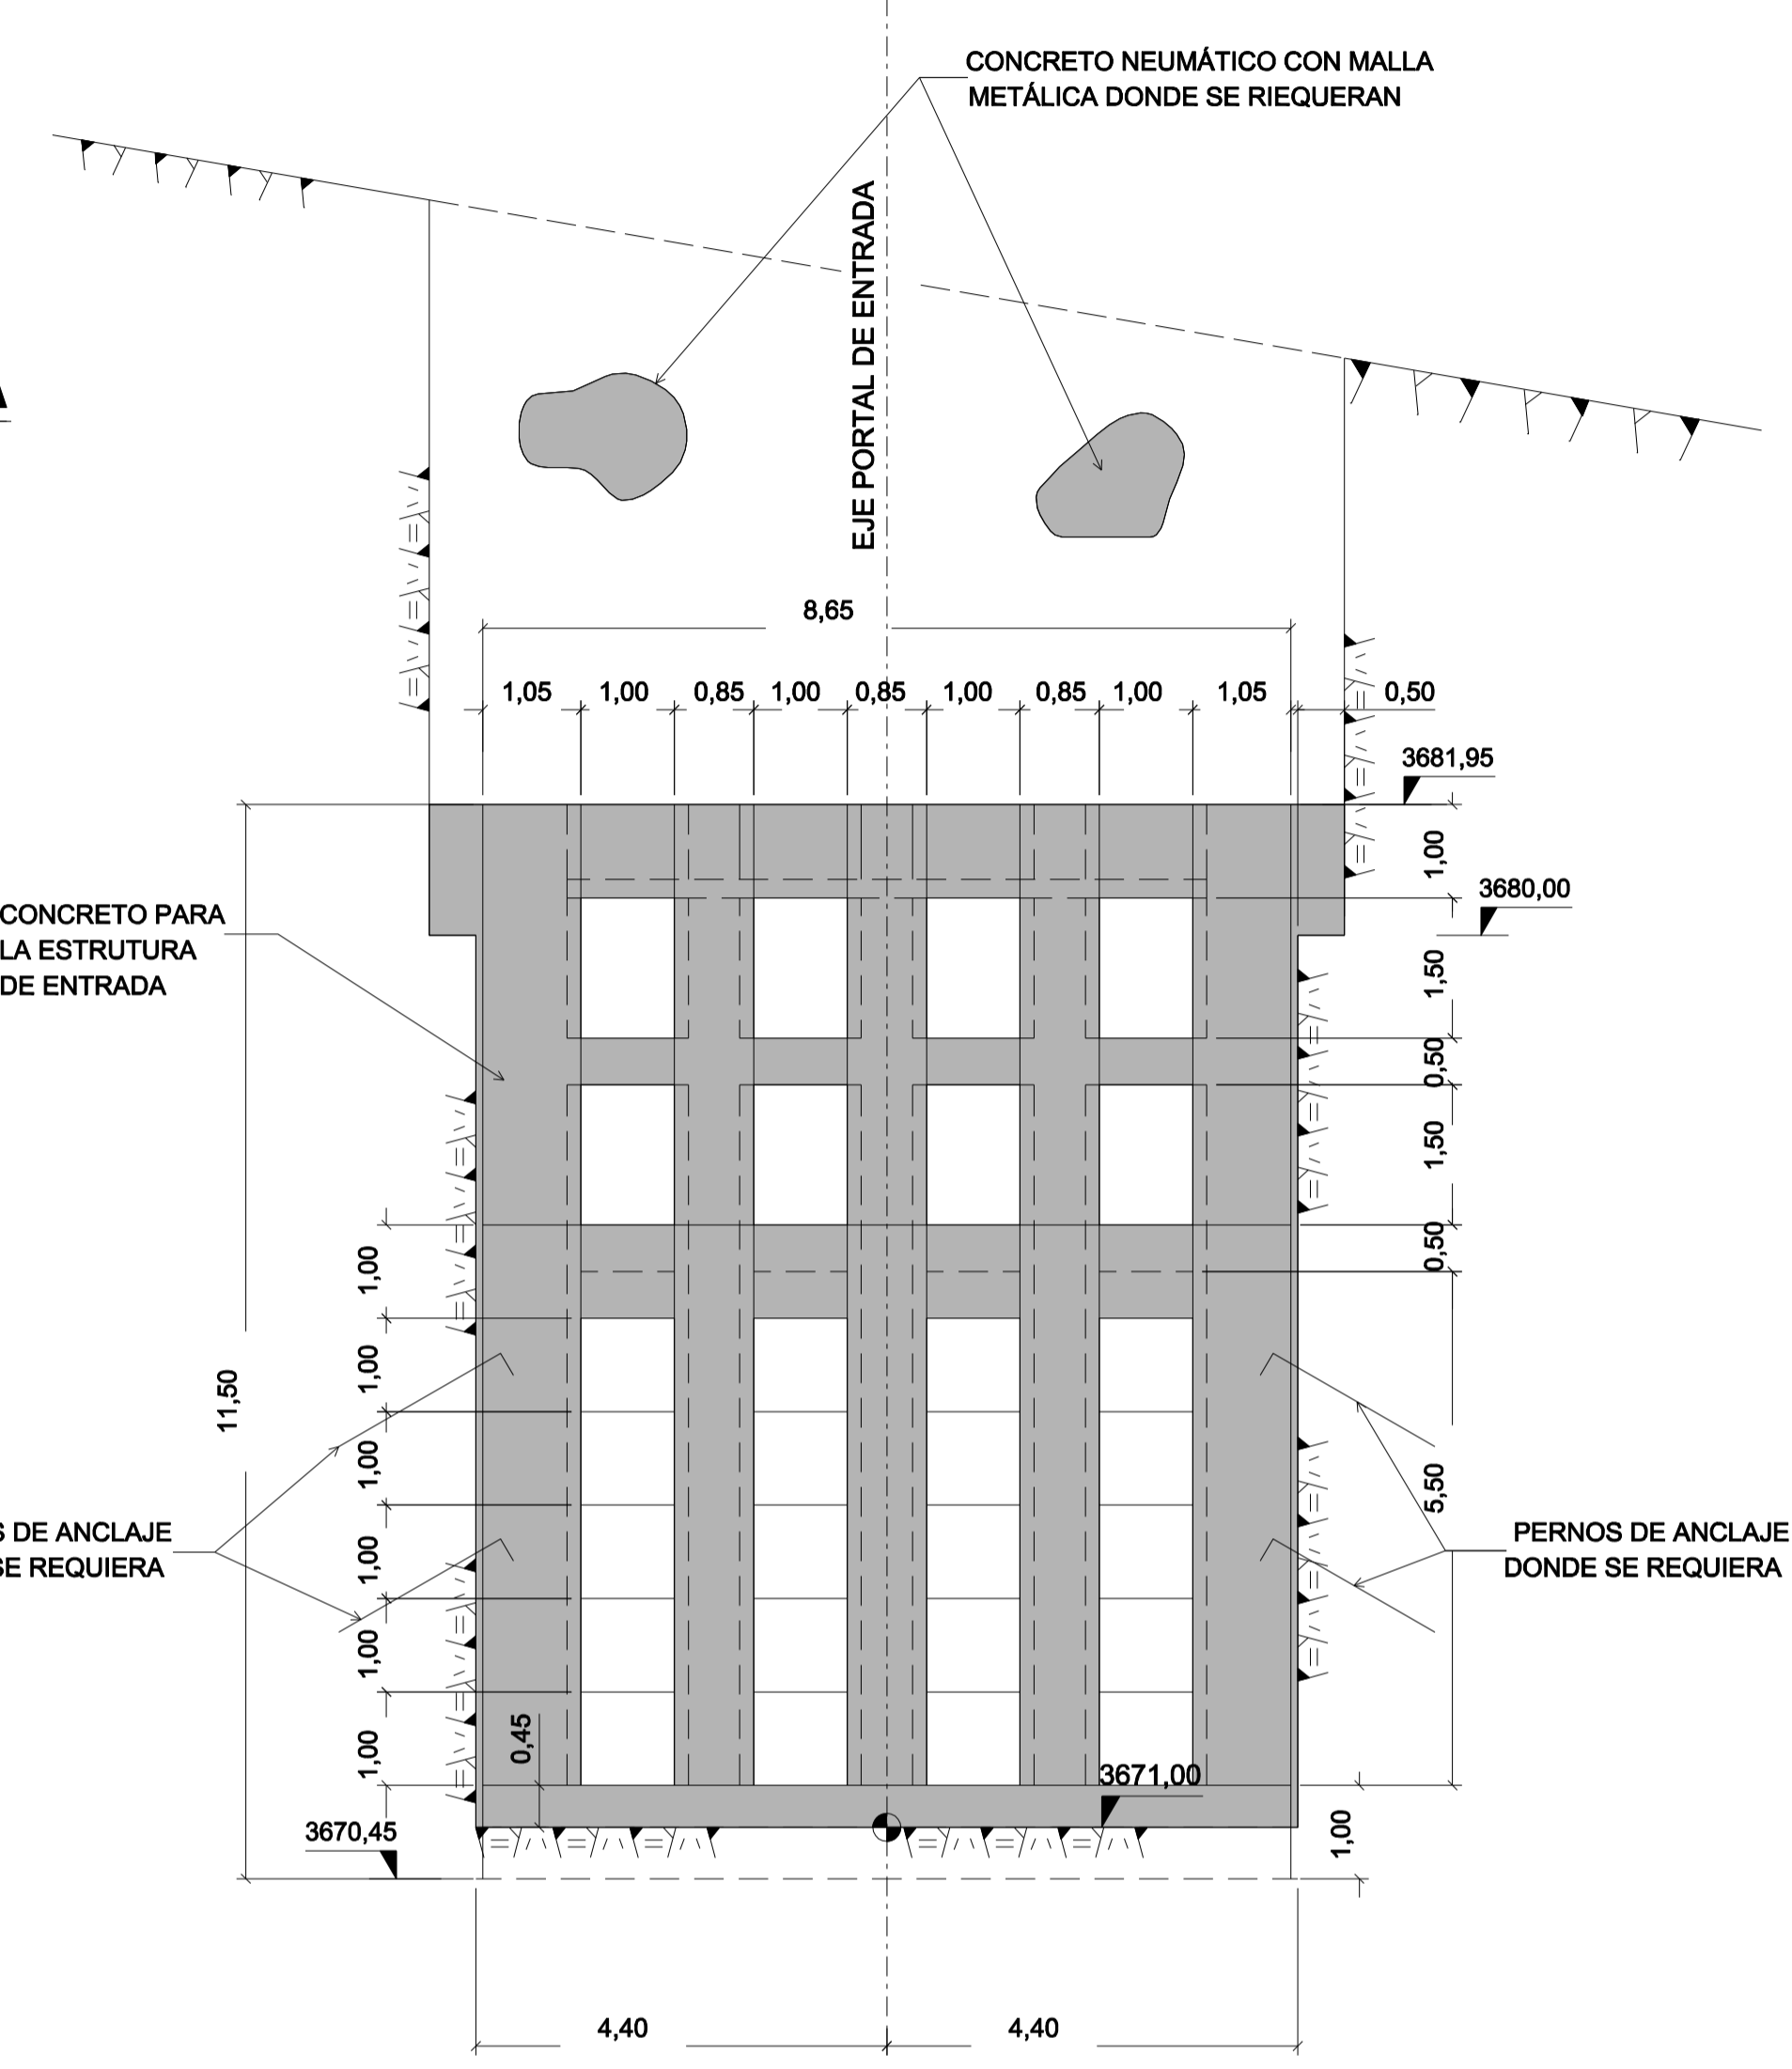 CONCRETO NEUMÁTICO CON MALLA
METÁLICA DONDE SE RIEQUERAN
EJE PORTAL DE ENTRADA
8,65
1,05 1,00 0,85 1,00 0,85 1,00 0,85 1,00 1,05 0,50
3681,95
1,00
3680,00
CONCRETO PARA
LA ESTRUTURA
DE ENTRADA
1,50
0,50
1,50
0,50
1,00
1,00
11,50
1,00
5,50
S DE ANCLAJE
SE REQUIERA
PERNOS DE ANCLAJE
DONDE SE REQUIERA
1,00
1,00
0,45
1,00
3671,00
3670,45
1,00
4,40 4,40